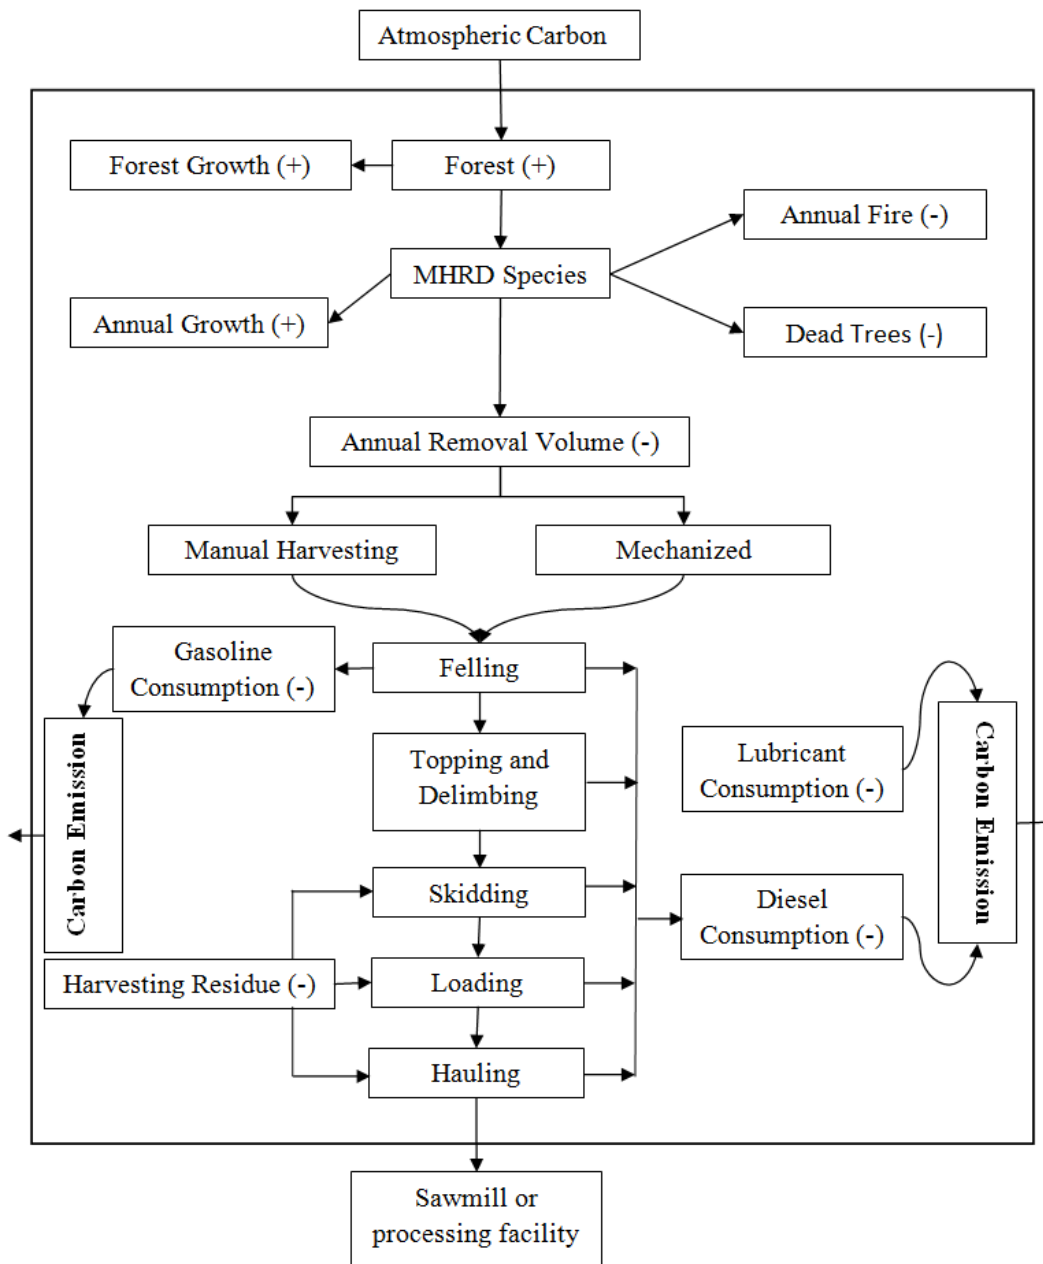 Atmospheric Carbon
Forest Growth (+)
Forest (+)
Annual Fire (-)
MHRD Species
Annual Growth (+)
Dead Trees (-)
Annual Removal Volume (-)
Manual Harvesting
Mechanized
Gasoline
Consumption (-)
Felling
Carbon Emission
Topping and
Delimbing
Lubricant
Consumption (-)
Carbon Emission
Skidding
Diesel
Consumption (-)
Harvesting Residue (-)
Loading
Hauling
Sawmill or
processing facility